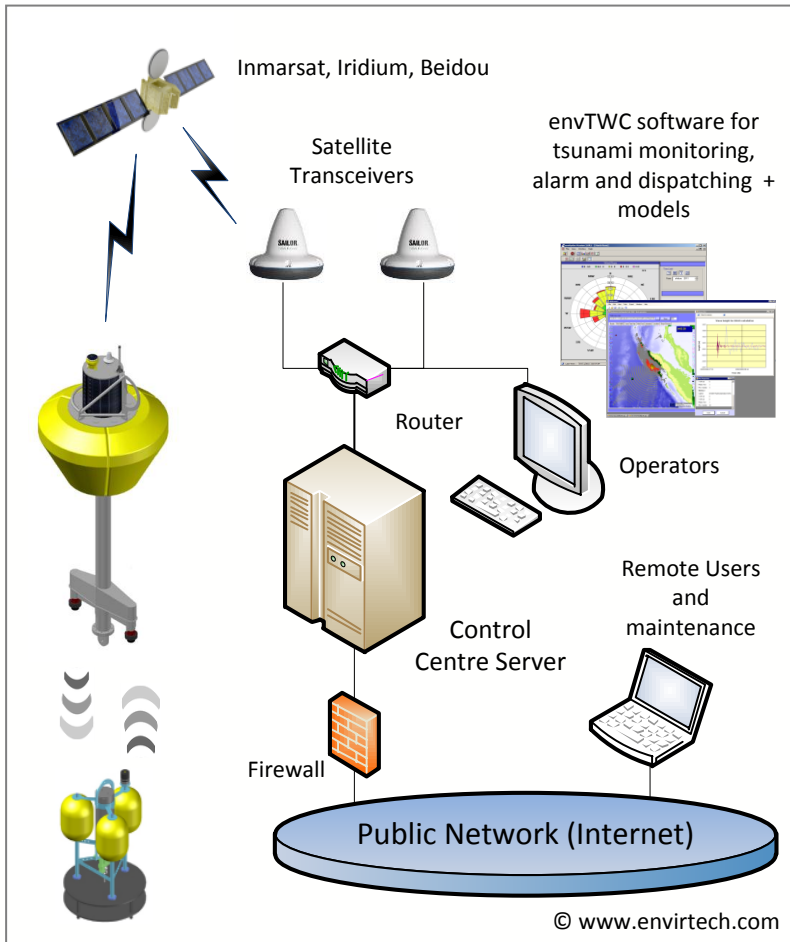 Inmarsat, Iridium, Beidou
envTWC software for
tsunami monitoring,
alarm and dispatching +
models
Satellite
Transceivers
SAILOR
SAILOR
Router
Operators
Remote Users
and
maintenance
Control
Centre Server
Firewall
Public Network (Internet)
© www.envirtech.com